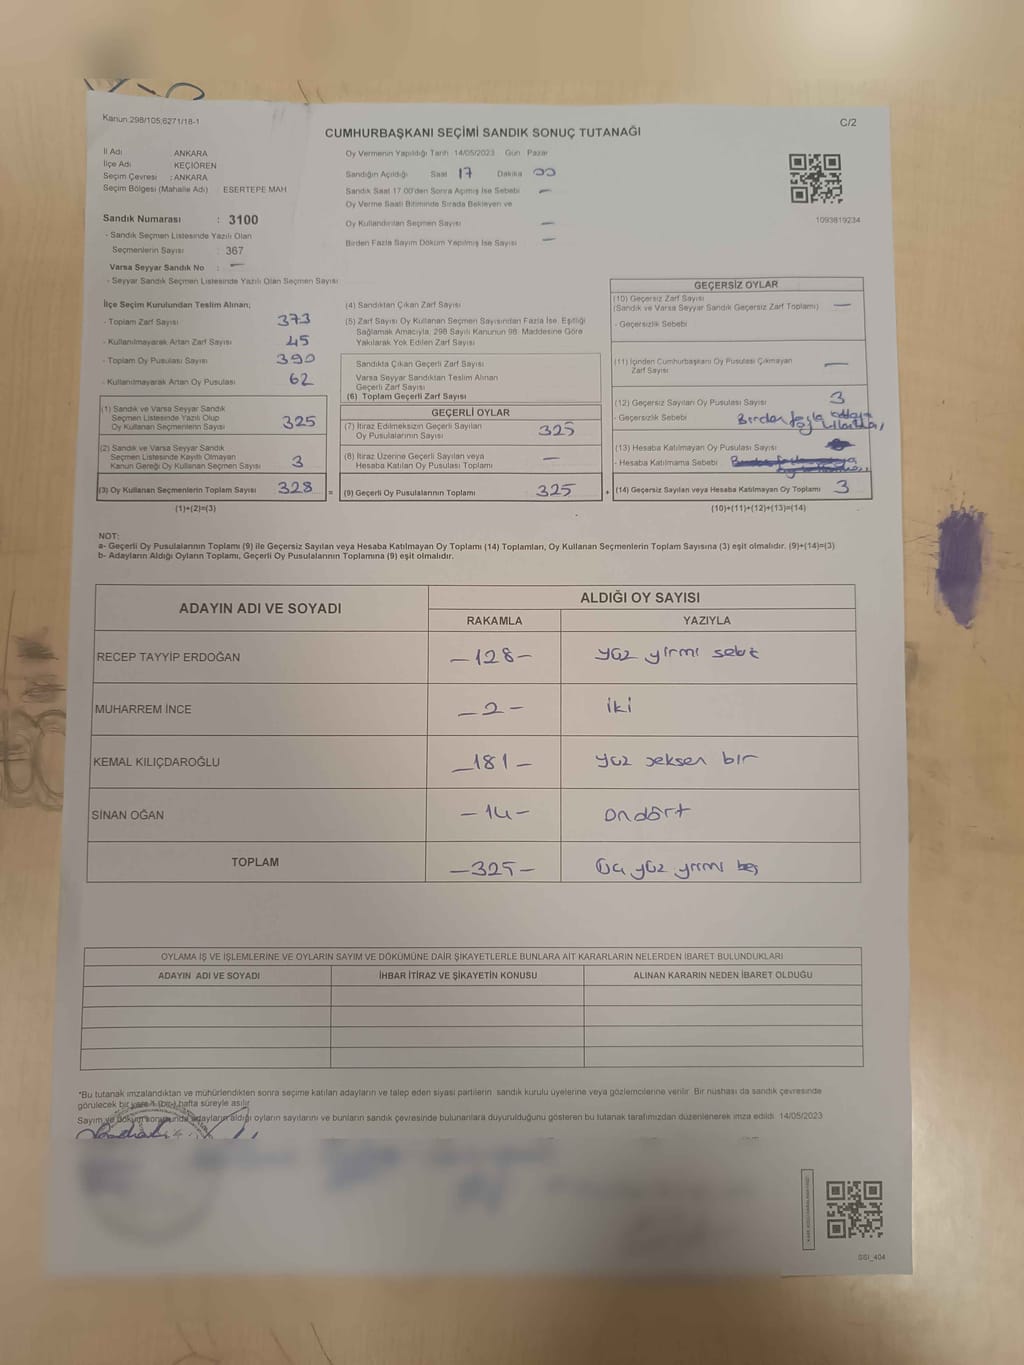 Kanun 298/105,6271/18-1
C/2
CUMHURBAŞKANI SEÇİMİ SANDIK SONUÇ TUTANAĞI
İl Adı : ANKARA
İlçe Adı : KEÇİÖREN
Seçim Çevresi : ANKARA
Seçim Bölgesi (Mahalle Adı) : ESERTEPE MAH
Sandık Numarası : 3100
- Sandık Seçmen Listesinde Yazılı Olan
Seçmenlerin Sayısı : 367
Varsa Seyyar Sandık No : —
- Seyyar Sandık Seçmen Listesinde Yazılı Olan Seçmen Sayısı
Oy Vermenin Yapıldığı Tarih 14/05/2023 Gün Pazar
Sandığın Açıldığı Saat 17 Dakika 00
Sandık Saat 17.00'den Sonra Açılmış İse Sebebi —
Oy Verme Saati Bitiminde Sırada Bekleyen ve
Oy Kullandırılan Seçmen Sayısı —
Birden Fazla Sayım Döküm Yapılmış İse Sayısı —
1093819234
İlçe Seçim Kurulundan Teslim Alınan;
- Toplam Zarf Sayısı 373
- Kullanılmayarak Artan Zarf Sayısı 45
- Toplam Oy Pusulası Sayısı 390
- Kullanılmayarak Artan Oy Pusulası 62
(1) Sandık ve Varsa Seyyar Sandık
Seçmen Listesinde Yazılı Olup
Oy Kullanan Seçmenlerin Sayısı 325
(2) Sandık ve Varsa Seyyar Sandık
Seçmen Listesinde Kayıtlı Olmayan
Kanun Gereği Oy Kullanan Seçmen Sayısı 3
(3) Oy Kullanan Seçmenlerin Toplam Sayısı 328
(1)+(2)=(3)
=
(4) Sandıktan Çıkan Zarf Sayısı
(5) Zarf Sayısı Oy Kullanan Seçmen Sayısından Fazla İse, Eşitliği
Sağlamak Amacıyla, 298 Sayılı Kanunun 98. Maddesine Göre
Yakılarak Yok Edilen Zarf Sayısı
Sandıkta Çıkan Geçerli Zarf Sayısı
Varsa Seyyar Sandıktan Teslim Alınan
Geçerli Zarf Sayısı
(6) Toplam Geçerli Zarf Sayısı
GEÇERLİ OYLAR
(7) İtiraz Edilmeksizin Geçerli Sayılan
Oy Pusulalarının Sayısı 325
(8) İtiraz Üzerine Geçerli Sayılan veya
Hesaba Katılan Oy Pusulası Toplamı —
(9) Geçerli Oy Pusulalarının Toplamı 325
+
GEÇERSİZ OYLAR
(10) Geçersiz Zarf Sayısı
(Sandık ve Varsa Seyyar Sandık Geçersiz Zarf Toplamı) —
- Geçersizlik Sebebi
(11) İçinden Cumhurbaşkanı Oy Pusulası Çıkmayan
Zarf Sayısı —
(12) Geçersiz Sayılan Oy Pusulası Sayısı 3
- Geçersizlik Sebebi Birden fazla
(13) Hesaba Katılmayan Oy Pusulası Sayısı
- Hesaba Katılmama Sebebi
(14) Geçersiz Sayılan veya Hesaba Katılmayan Oy Toplamı 3
(10)+(11)+(12)+(13)=(14)
NOT:
a- Geçerli Oy Pusulalarının Toplamı (9) ile Geçersiz Sayılan veya Hesaba Katılmayan Oy Toplamı (14) Toplamları, Oy Kullanan Seçmenlerin Toplam Sayısına (3) eşit olmalıdır. (9)+(14)=(3)
b- Adayların Aldığı Oyların Toplamı, Geçerli Oy Pusulalarının Toplamına (9) eşit olmalıdır.
ADAYIN ADI VE SOYADI
ALDIĞI OY SAYISI
RAKAMLA YAZIYLA
RECEP TAYYİP ERDOĞAN —128— yüz yirmi sekiz
MUHARREM İNCE —2— iki
KEMAL KILIÇDAROĞLU —181— yüz seksen bir
SİNAN OĞAN —14— ondört
TOPLAM —325— Üç yüz yirmi beş
OYLAMA İŞ VE İŞLEMLERİNE VE OYLARIN SAYIM VE DÖKÜMÜNE DAİR ŞİKAYETLERLE BUNLARA AİT KARARLARIN NELERDEN İBARET BULUNDUKLARI
ADAYIN ADI VE SOYADI İHBAR İTİRAZ VE ŞİKAYETİN KONUSU ALINAN KARARIN NEDEN İBARET OLDUĞU
*Bu tutanak imzalandıktan ve mühürlendikten sonra seçime katılan adayların ve talep eden siyasi partilerin sandık kurulu üyelerine veya gözlemcilerine verilir. Bir nüshası da sandık çevresinde
görülecek bir yere 1 (bir) hafta süreyle asılır
Sayım ve döküm sonucunda adayların aldığı oyların sayılarını ve bunların sandık çevresinde bulunanlara duyurulduğunu gösteren bu tutanak tarafımızdan düzenlenerek imza edildi. 14/05/2023
SSI_404